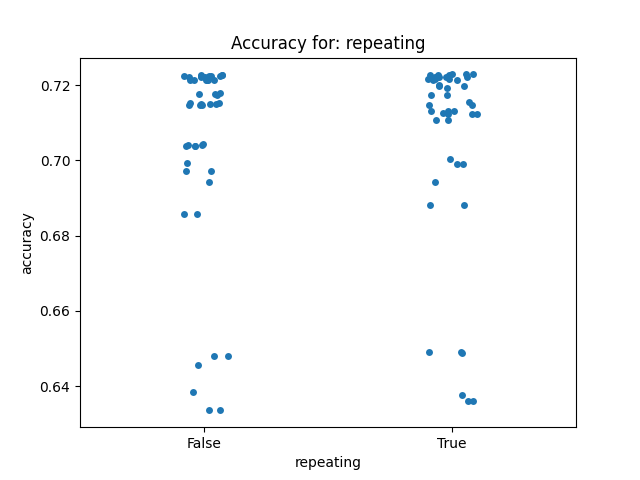 Accuracy for: repeating
0.72
0.70
0.68
0.66
0.64
accuracy
False
True
repeating